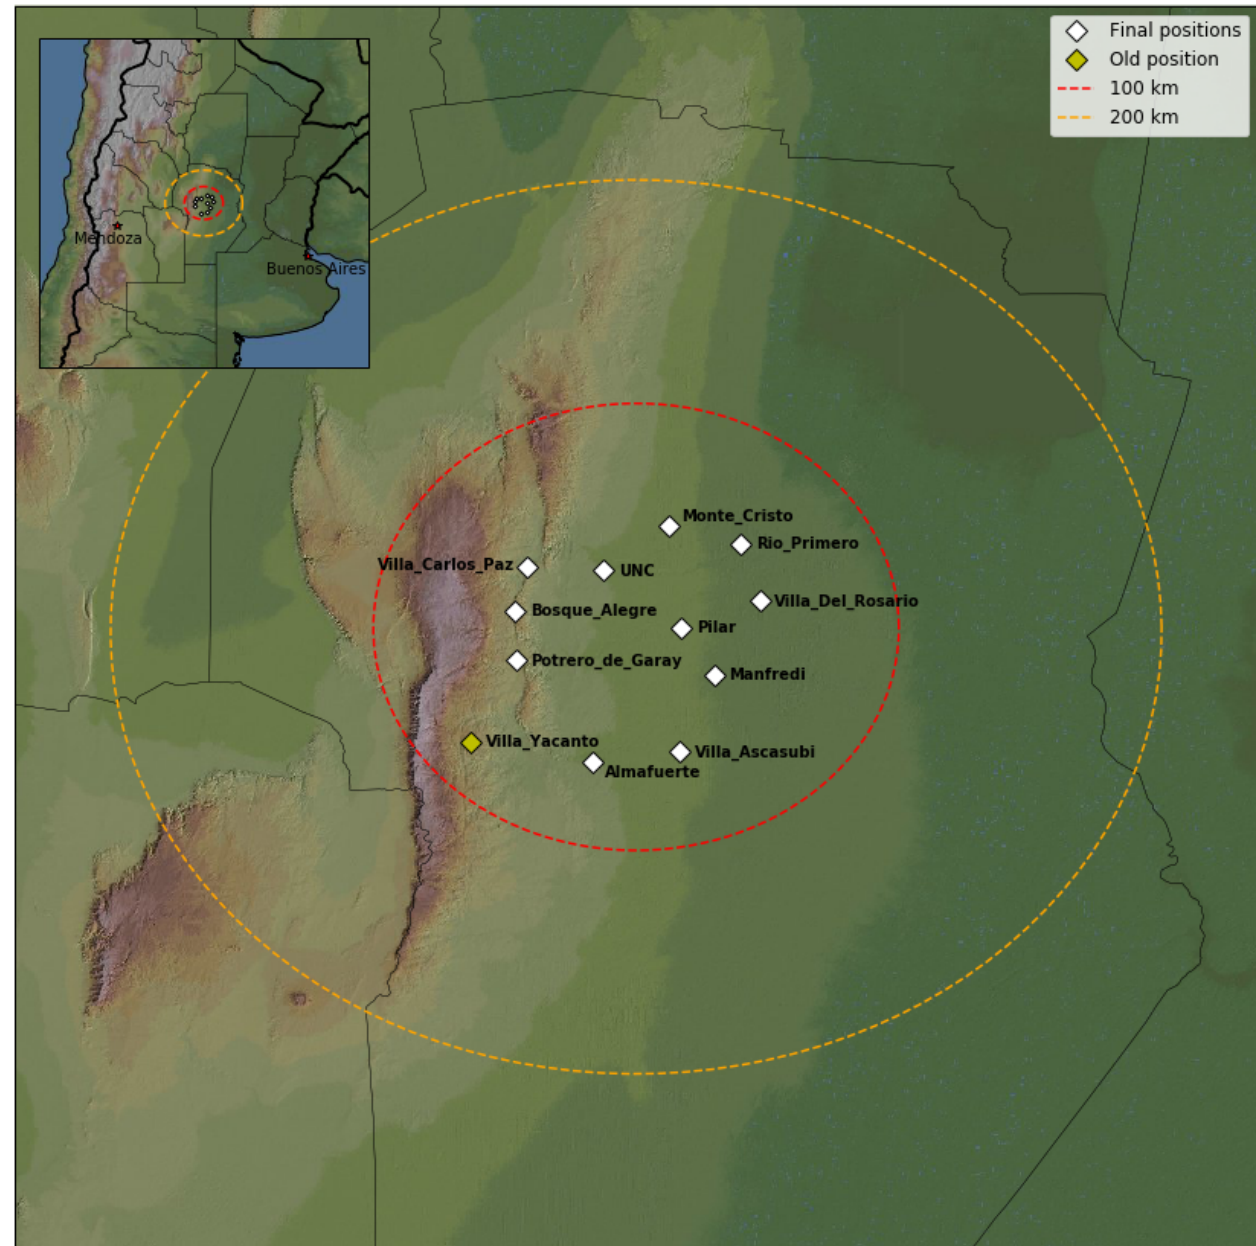 Final positions
Old position
100 km
200 km
Mendoza
Buenos Aires
Monte_Cristo
Rio_Primero
Villa_Carlos_Paz
UNC
Villa_Del_Rosario
Bosque_Alegre
Pilar
Potrero_de_Garay
Manfredi
Villa_Yacanto
Villa_Ascasubi
Almafuerte